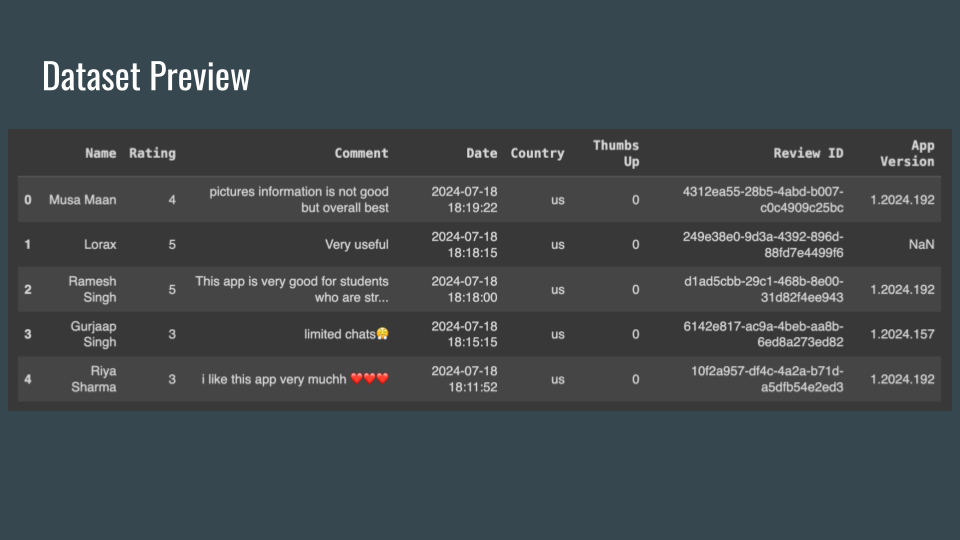 Dataset Preview
Name Rating Comment Date Country Thumbs Up Review ID App Version
0 Musa Maan 4 pictures information is not good but overall best 2024-07-18 18:19:22 us 0 4312ea55-28b5-4abd-b007-c0c4909c25bc 1.2024.192
1 Lorax 5 Very useful 2024-07-18 18:18:15 us 0 249e38e0-9d3a-4392-896d-88fd7e4499f6 NaN
2 Ramesh Singh 5 This app is very good for students who are str... 2024-07-18 18:18:00 us 0 d1ad5cbb-29c1-468b-8e00-31d82f4ee943 1.2024.192
3 Gurjaap Singh 3 limited chats😤 2024-07-18 18:15:15 us 0 6142e817-ac9a-4beb-aa8b-6ed8a273ed82 1.2024.157
4 Riya Sharma 3 i like this app very muchh ❤️❤️❤️ 2024-07-18 18:11:52 us 0 10f2a957-df4c-4a2a-b71d-a5dfb54e2ed3 1.2024.192